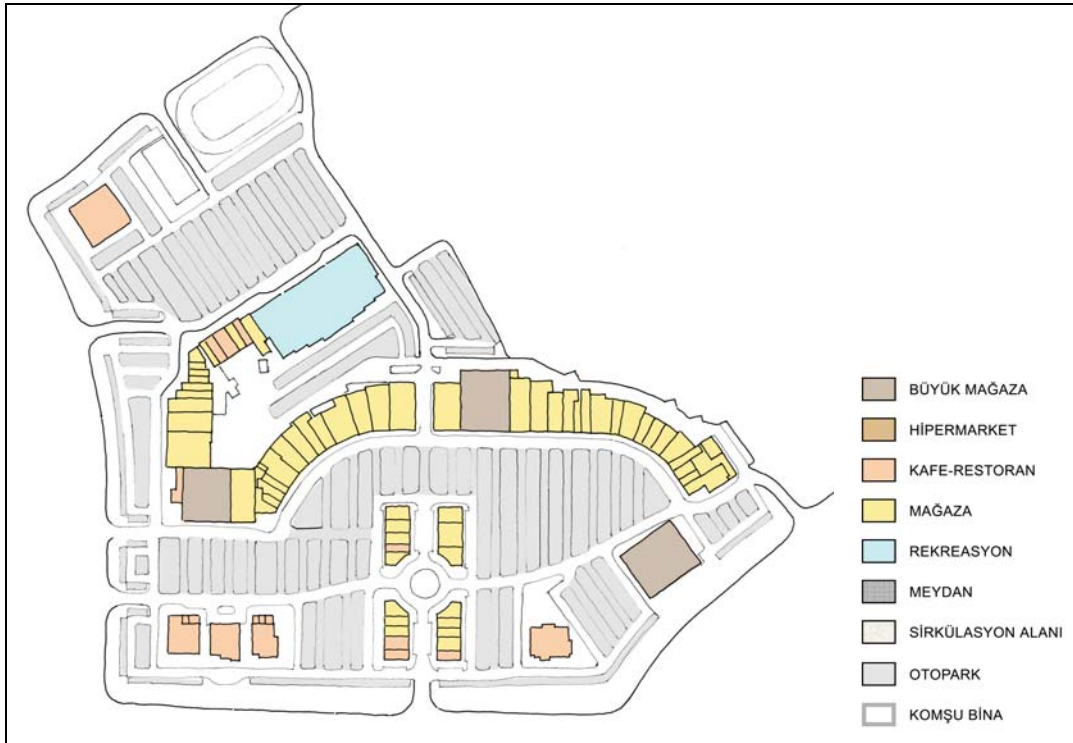 BÜYÜK MAĞAZA
HİPERMARKET
KAFE-RESTORAN
MAĞAZA
REKREASYON
MEYDAN
SİRKÜLASYON ALANI
OTOPARK
KOMŞU BİNA